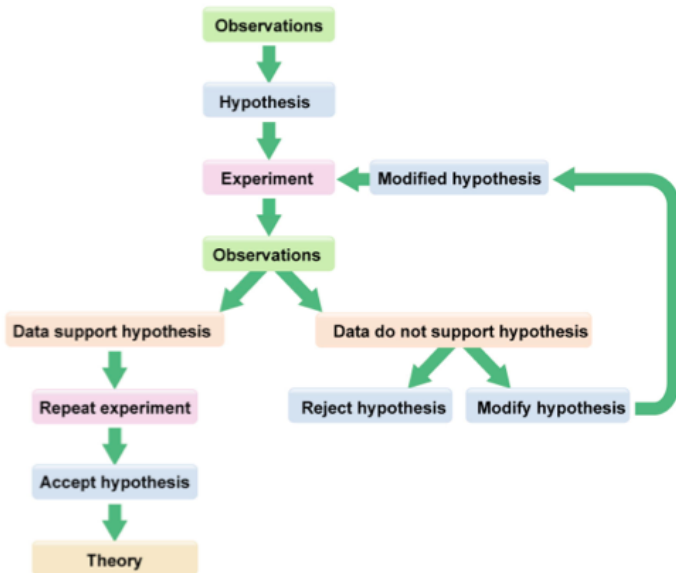 Observations
Hypothesis
Experiment
Modified hypothesis
Observations
Data support hypothesis
Data do not support hypothesis
Repeat experiment
Reject hypothesis
Modify hypothesis
Accept hypothesis
Theory